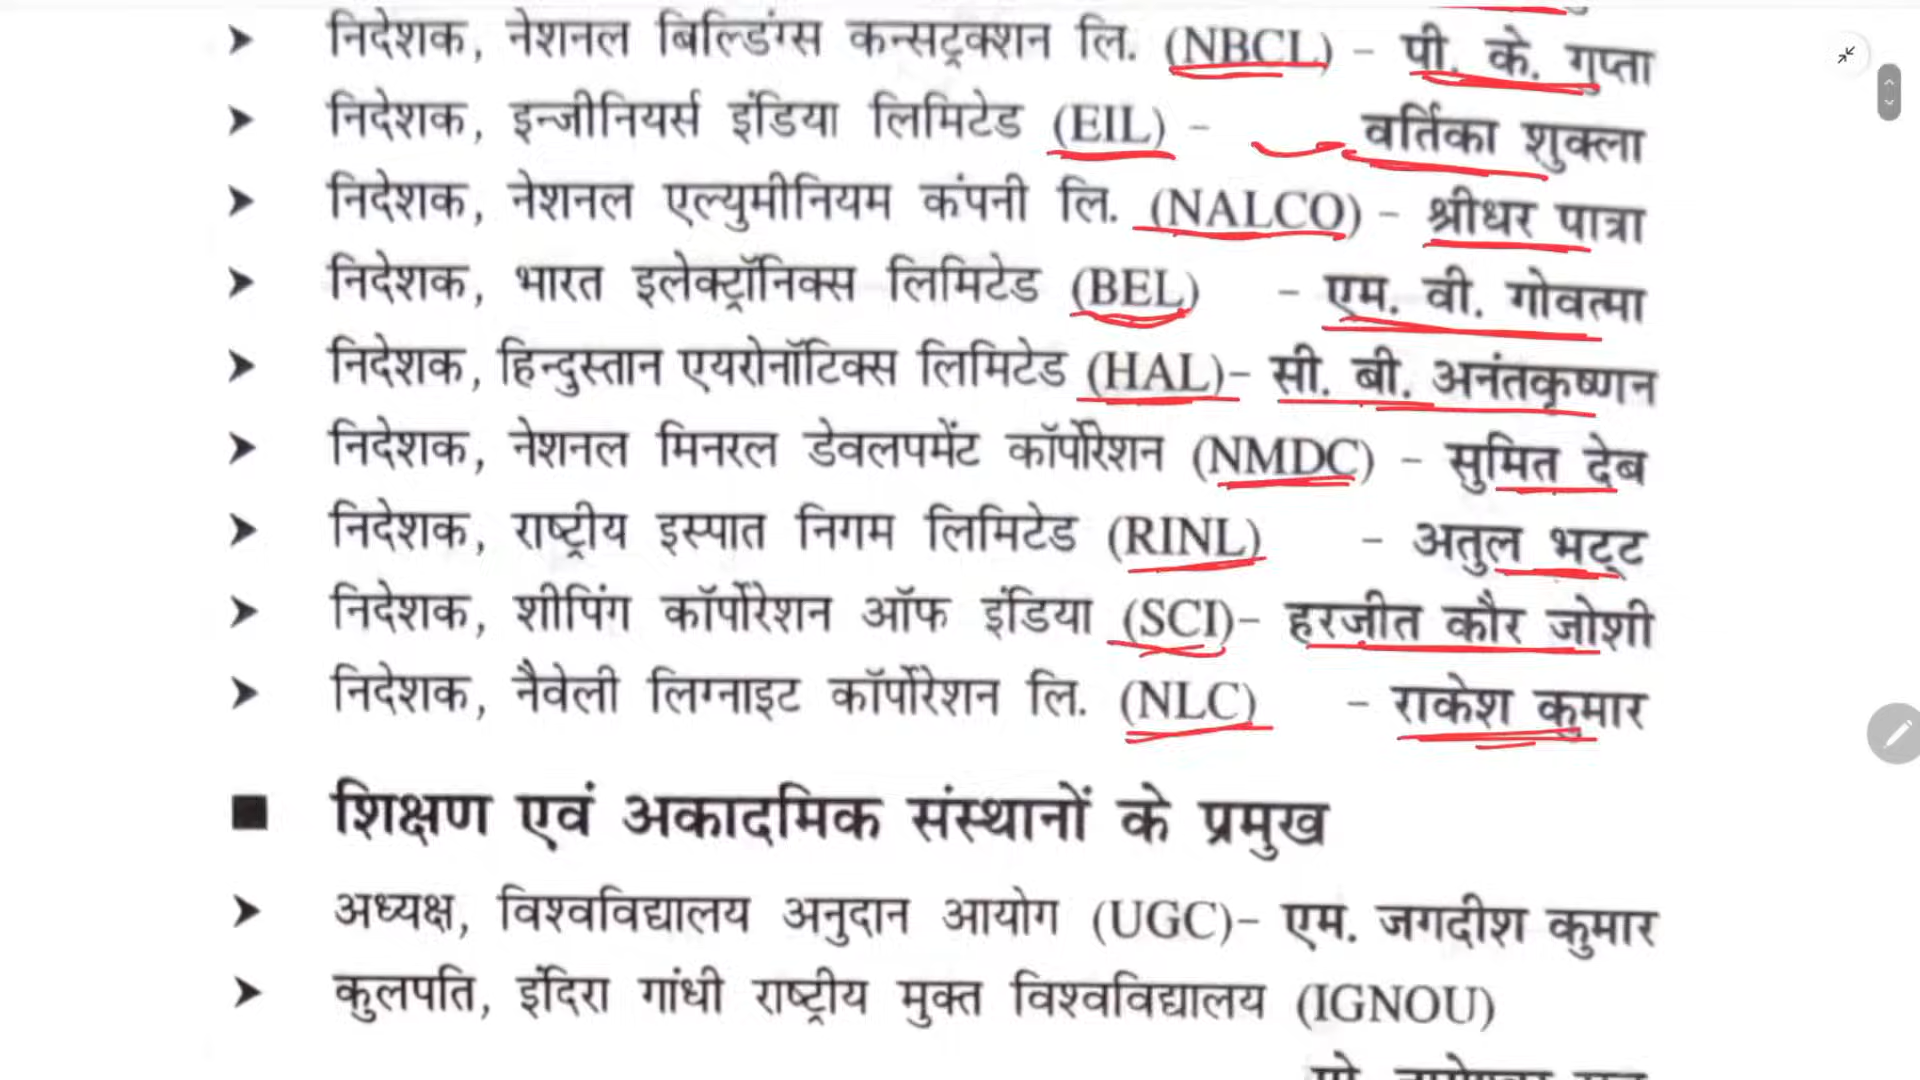 ➤ निदेशक, नेशनल बिल्डिंग्स कन्सट्रक्शन लि. (NBCL) – पी. के. गुप्ता
➤ निदेशक, इन्जीनियर्स इंडिया लिमिटेड (EIL) – वर्तिका शुक्ला
➤ निदेशक, नेशनल एल्युमीनियम कंपनी लि. (NALCO) – श्रीधर पात्रा
➤ निदेशक, भारत इलेक्ट्रॉनिक्स लिमिटेड (BEL) – एम. वी. गोवत्मा
➤ निदेशक, हिन्दुस्तान एयरोनॉटिक्स लिमिटेड (HAL)– सी. बी. अनंतकृष्णन
➤ निदेशक, नेशनल मिनरल डेवलपमेंट कॉर्पोरेशन (NMDC) – सुमित देब
➤ निदेशक, राष्ट्रीय इस्पात निगम लिमिटेड (RINL) – अतुल भट्ट
➤ निदेशक, शीपिंग कॉर्पोरेशन ऑफ इंडिया (SCI)– हरजीत कौर जोशी
➤ निदेशक, नैवेली लिग्नाइट कॉर्पोरेशन लि. (NLC) – राकेश कुमार
■ शिक्षण एवं अकादमिक संस्थानों के प्रमुख
➤ अध्यक्ष, विश्वविद्यालय अनुदान आयोग (UGC)– एम. जगदीश कुमार
➤ कुलपति, इंदिरा गांधी राष्ट्रीय मुक्त विश्वविद्यालय (IGNOU)